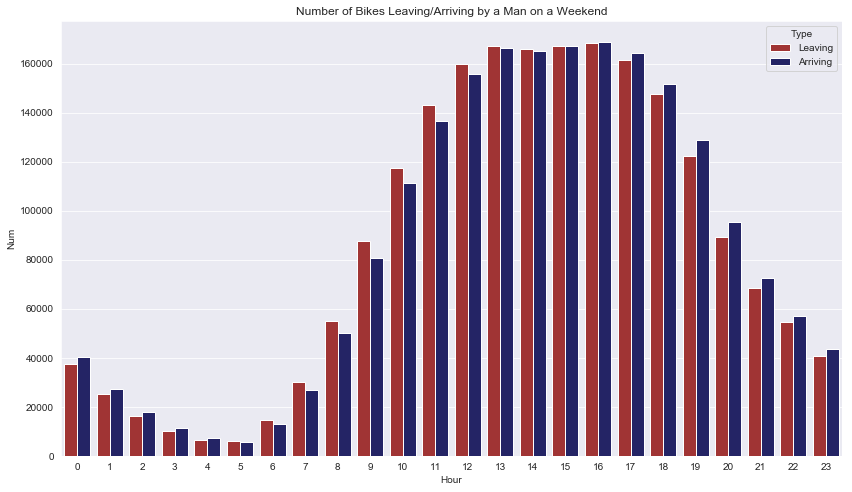 Number of Bikes Leaving/Arriving by a Man on a Weekend
Type
Leaving
Arriving
160000
140000
120000
100000
80000
60000
40000
20000
0
Num
0 1 2 3 4 5 6 7 8 9 10 11 12 13 14 15 16 17 18 19 20 21 22 23
Hour